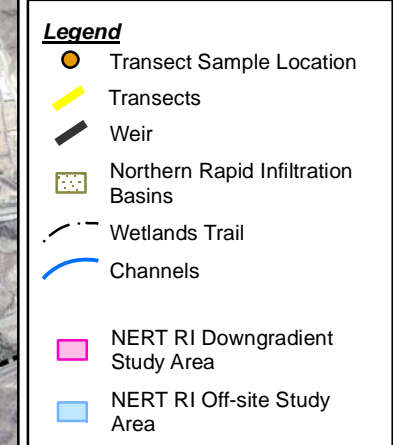 Legend
Transect Sample Location
Transects
Weir
Northern Rapid Infiltration
Basins
Wetlands Trail
Channels
NERT RI Downgradient
Study Area
NERT RI Off-site Study
Area